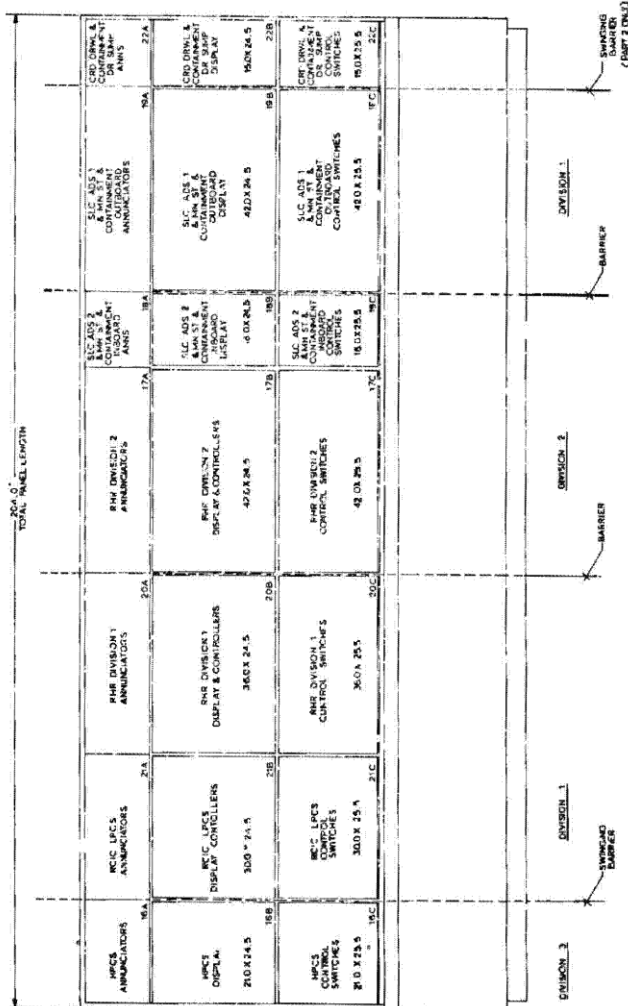 204.0"
TOTAL PANEL LENGTH
HPCS
ANNUNCIATORS
16A
RCIC LPCS
ANNUNCIATORS
21A
RHR DIVISION 1
ANNUNCIATORS
20A
RHR DIVISION 2
ANNUNCIATORS
17A
SLC ADS 2
& MN ST &
CONTAINMENT
INBOARD
ANNS
18A
SLC ADS 1
& MN ST &
CONTAINMENT
OUTBOARD
ANNUNCIATORS
19A
CRD DRWL &
CONTAINMENT
DR SUMP
ANNS
22A
HPCS
DISPLAY
21.0 X 24.5
16B
RCIC LPCS
DISPLAY CONTOLLERS
30.0 " 24.5
21B
RHR DIVISION 1
DISPLAY & CONTROLLERS
36.0 X 24.5
20B
RHR DIVISION 2
DISPLAY & CONTROLLERS
42.0 X 24.5
17B
SLC ADS 2
& MN ST &
CONTAINMENT
INBOARD
DISPLAY
18B
SLC ADS 1
& MN ST &
CONTAINMENT
OUTBOARD
DISPLAY
42.0 X 24.5
19B
CRD DRWL &
CONTAINMENT
DR SUMP
DISPLAY
15.0 X 24.5
22B
HPCS
CONTROL
SWITCHES
21.0 X 25.5
16C
RCIC LPCS
CONTROL
SWITCHES
30.0 X 25.5
21C
RHR DIVISION 1
CONTROL SWITCHES
36.0 X 25.5
20C
RHR DIVISION 2
CONTROL SWITCHES
42.0 X 25.5
17C
SLC ADS 2
& MN ST &
CONTAINMENT
INBOARD
CONTROL
SWITCHES
18.0 X 25.5
18C
SLC ADS 1
& MN ST &
CONTAINMENT
OUTBOARD
CONTROL SWITCHES
42.0 X 25.5
19C
CRD DRWL &
CONTAINMENT
DR SUMP
CONTROL
SWITCHES
15.0 X 25.5
22C
DIVISION 3
SWINGING
BARRIER
DIVISION 1
BARRIER
DIVISION 2
BARRIER
DIVISION 1
SWINGING
BARRIER
(PART 2 ONLY)